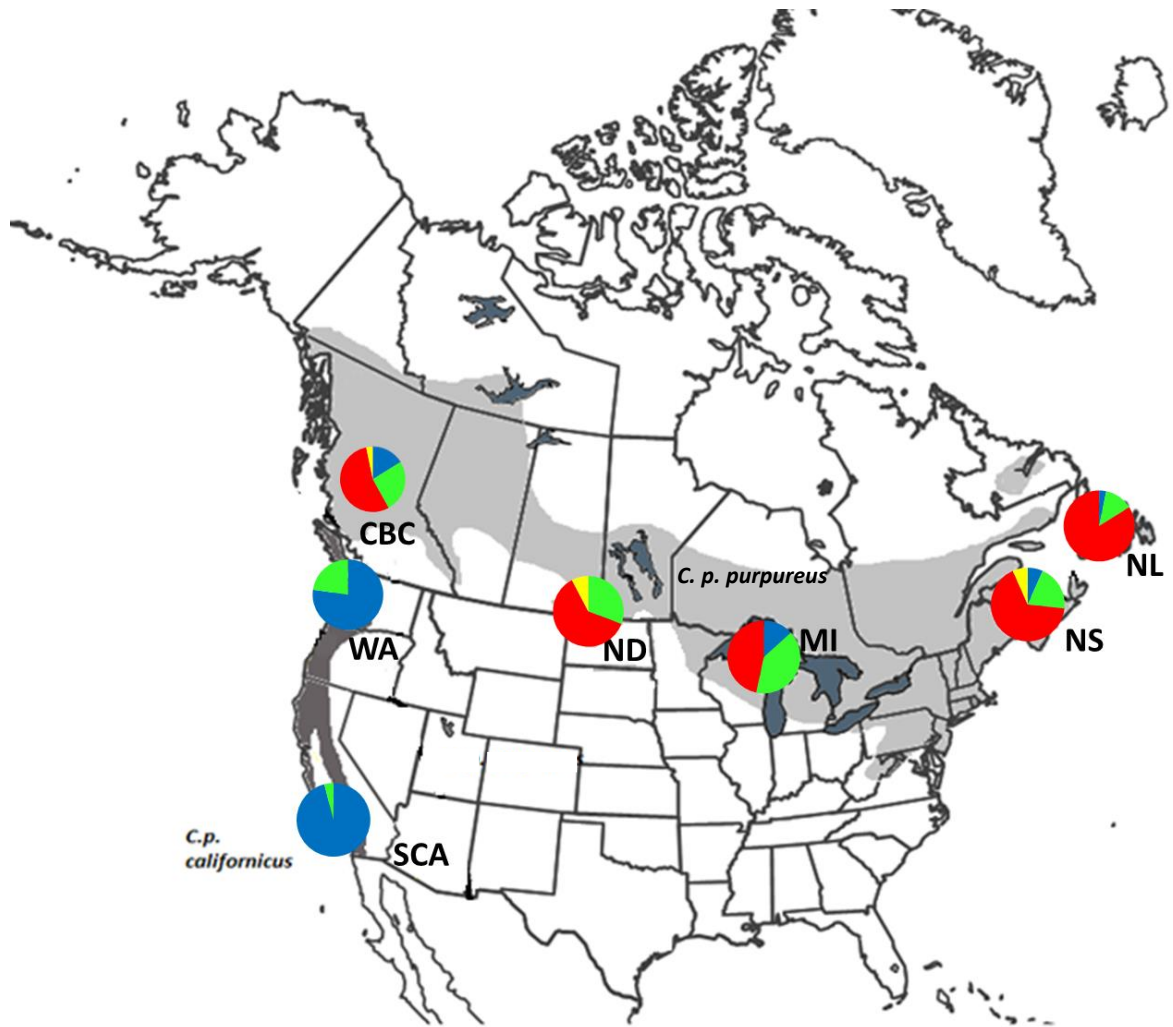 CBC
NL
C. p. purpureus
MI
NS
WA
ND
C.p.
californicus
SCA